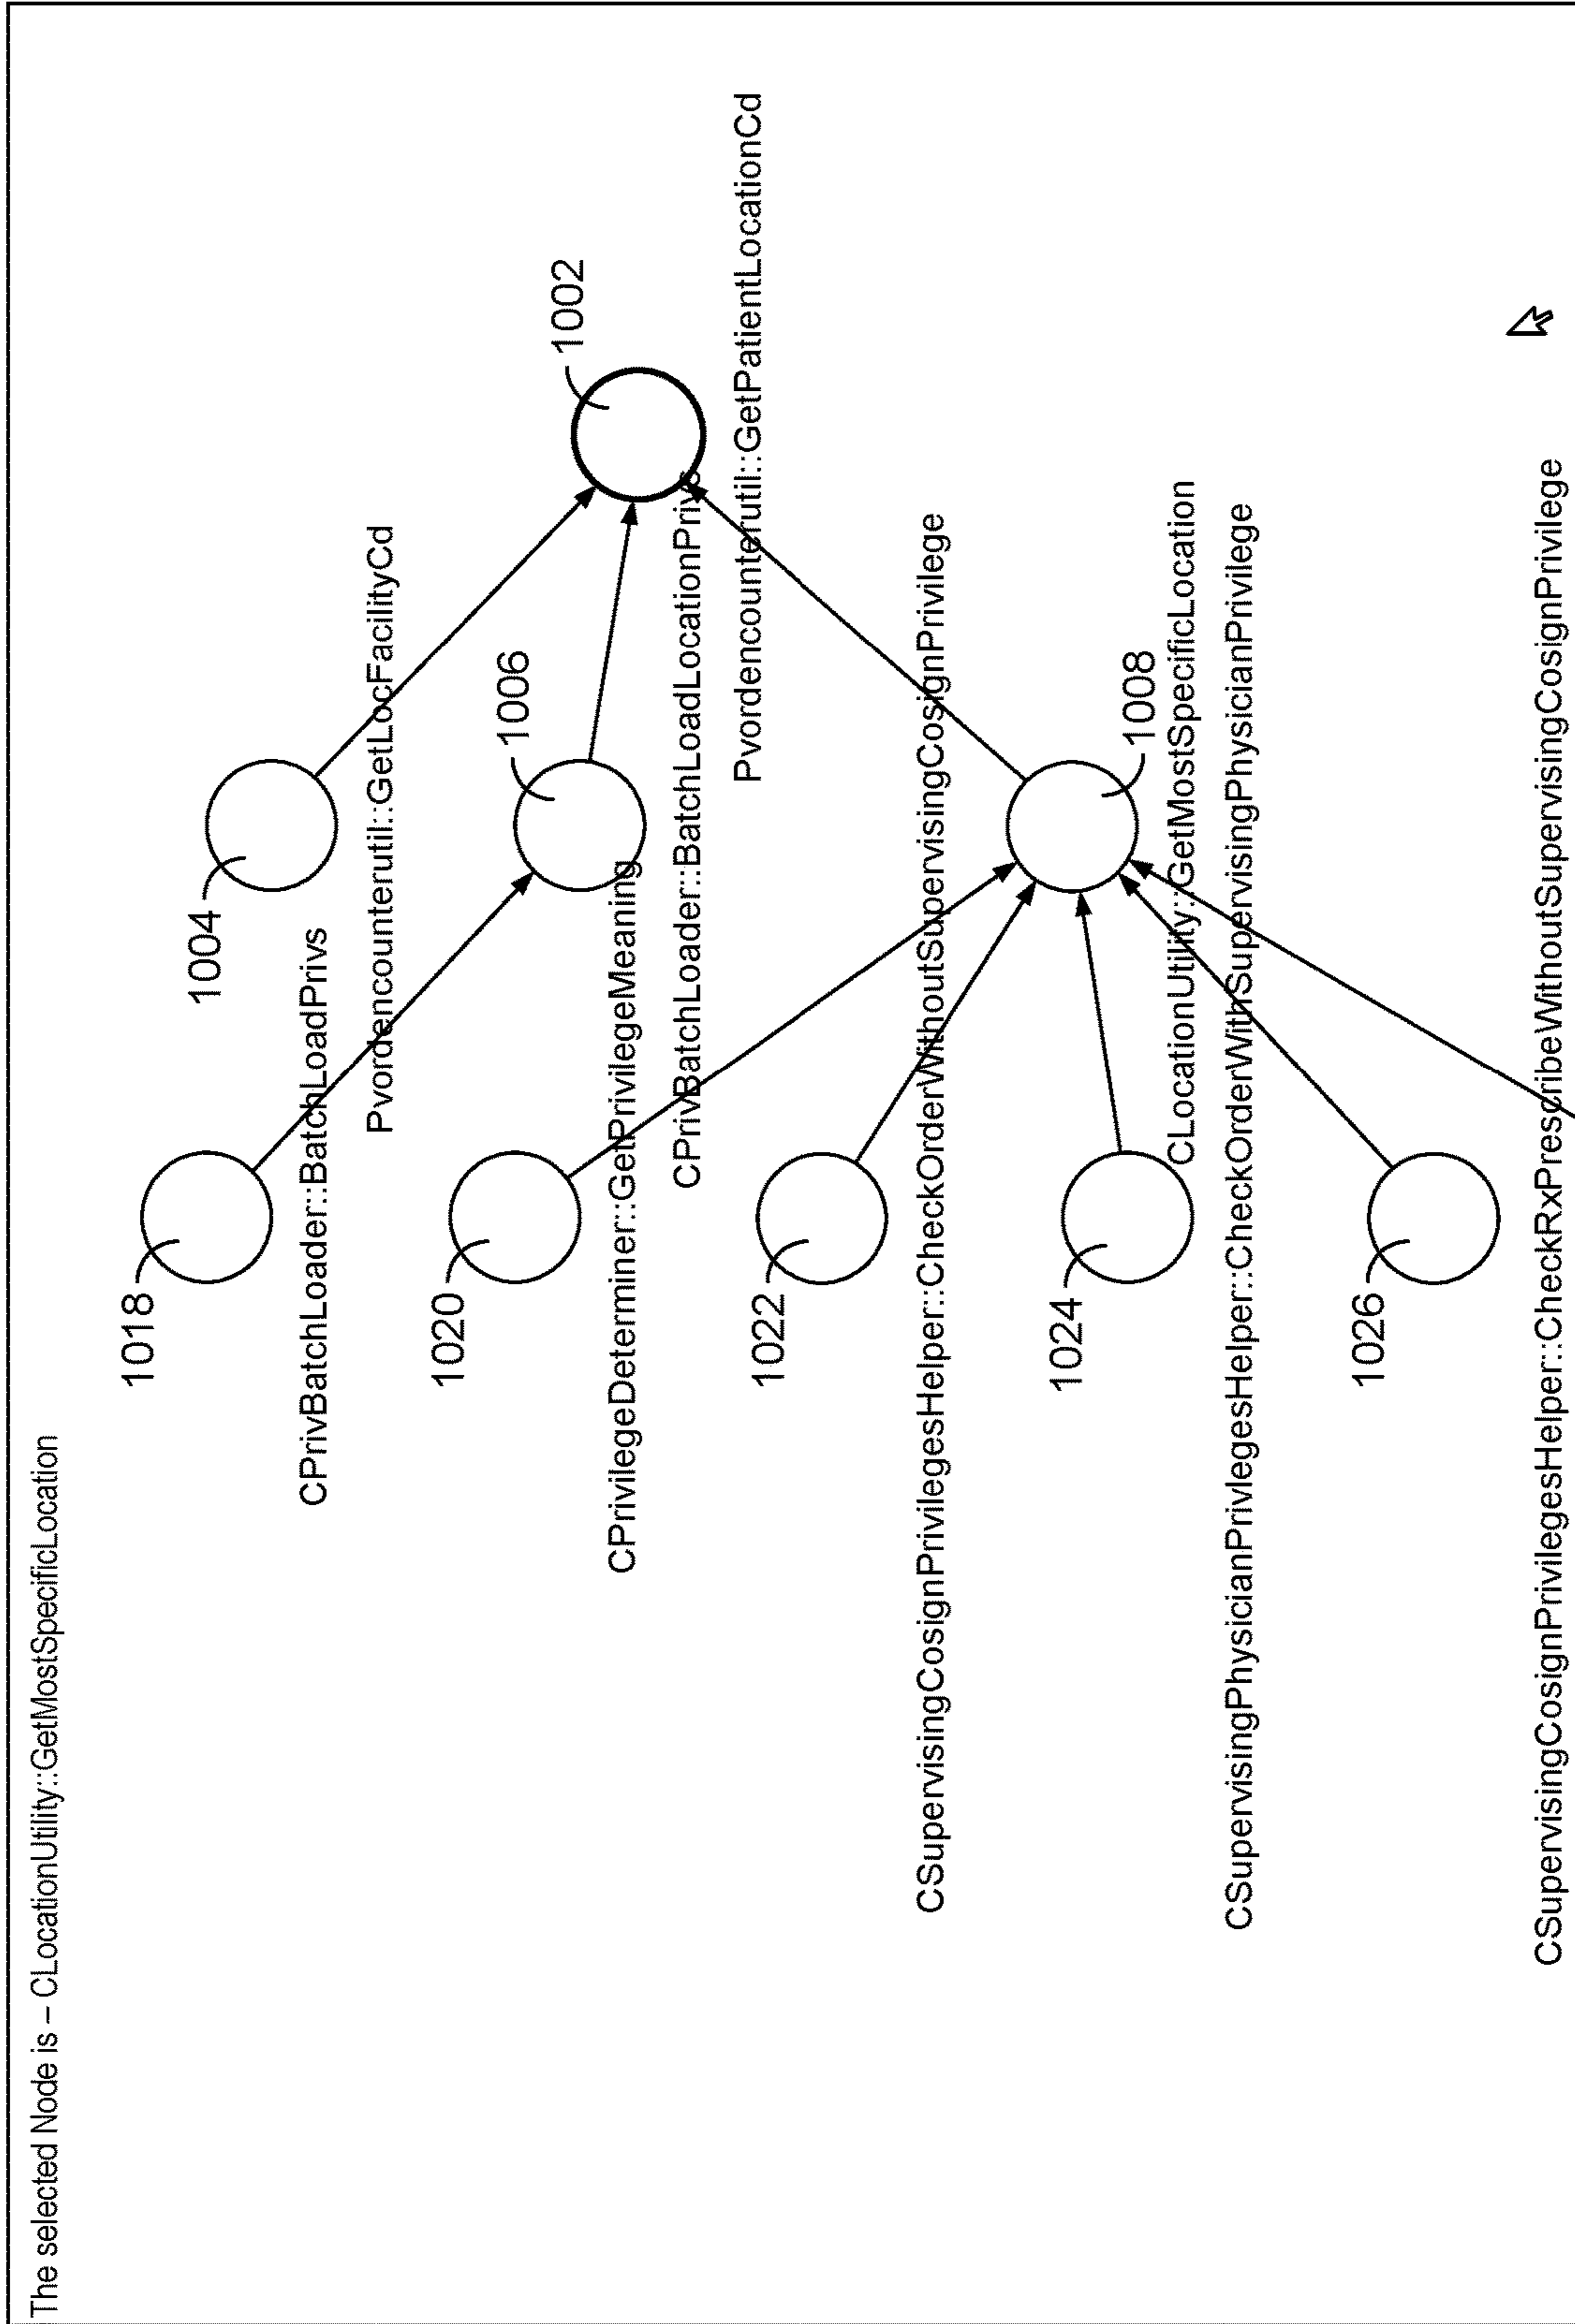 The selected Node is – CLocationUtility::GetMostSpecificLocation
1018
CPrivBatchLoader::BatchLoadPrivs
1004
Pvordencounterutil::GetLocFacilityCd
1020
CPrivilegeDeterminer::GetPrivilegeMeaning
1006
CPrivBatchLoader::BatchLoadLocationPrivs
1002
Pvordencounterutil::GetPatientLocationCd
1022
CSupervisingCosignPrivilegesHelper::CheckOrderWithoutSupervisingCosignPrivilege
1008
CLocationUtility::GetMostSpecificLocation
1024
CSupervisingPhysicianPrivlegesHelper::CheckOrderWithSupervisingPhysicianPrivilege
1026
CSupervisingCosignPrivilegesHelper::CheckRxPrescribeWithoutSupervisingCosignPrivilege